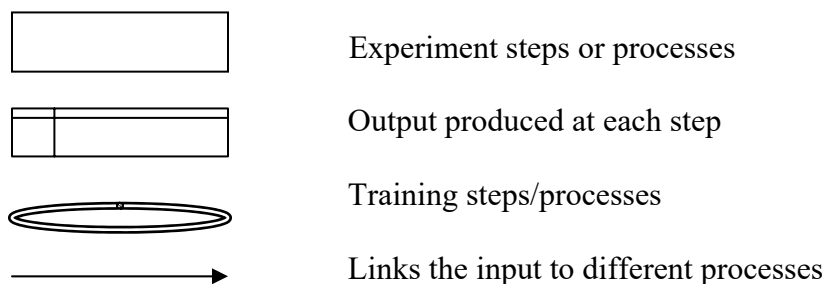 Experiment steps or processes
Output produced at each step
Training steps/processes
Links the input to different processes